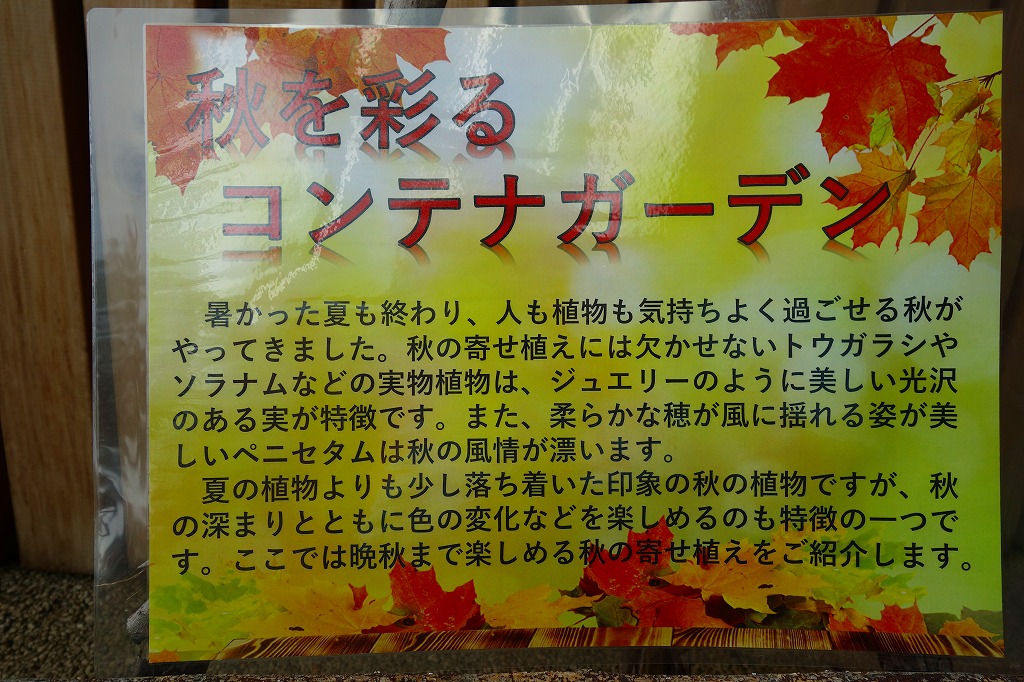 秋を彩る
コンテナガーデン
暑かった夏も終わり、人も植物も気持ちよく過ごせる秋が
やってきました。秋の寄せ植えには欠かせないトウガラシや
ソラナムなどの実物植物は、ジュエリーのように美しい光沢
のある実が特徴です。また、柔らかな穂が風に揺れる姿が美
しいペニセタムは秋の風情が漂います。
夏の植物よりも少し落ち着いた印象の秋の植物ですが、秋
の深まりとともに色の変化などを楽しめるのも特徴の一つで
す。ここでは晩秋まで楽しめる秋の寄せ植えをご紹介します。